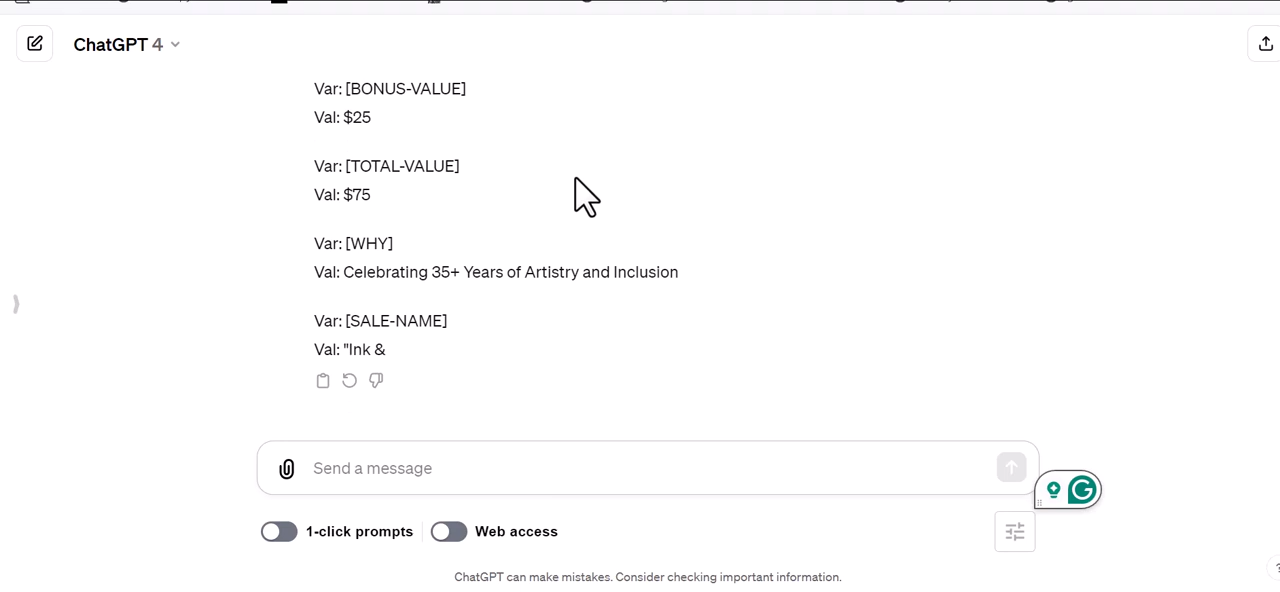 ChatGPT 4
Var: [BONUS-VALUE]
Val: $25
Var: [TOTAL-VALUE]
Val: $75
Var: [WHY]
Val: Celebrating 35+ Years of Artistry and Inclusion
Var: [SALE-NAME]
Val: "Ink &
Send a message
1-click prompts
Web access
ChatGPT can make mistakes. Consider checking important information.